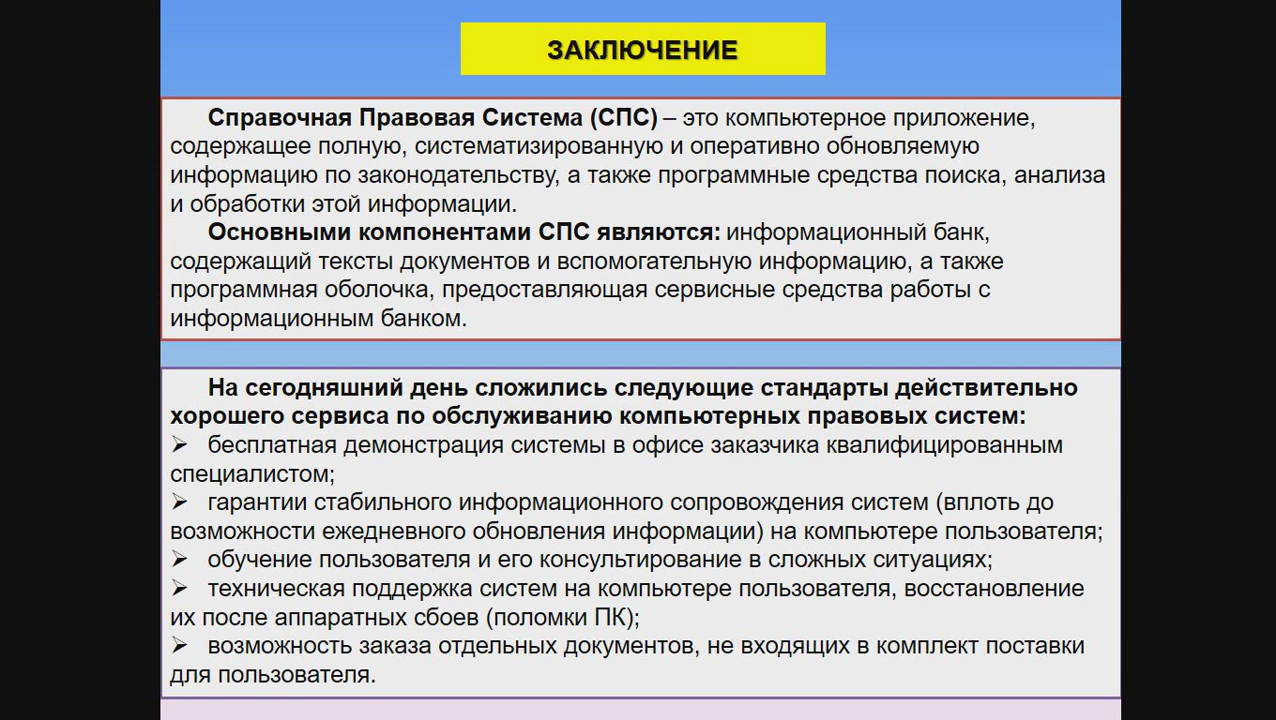 ЗАКЛЮЧЕНИЕ
Справочная Правовая Система (СПС) – это компьютерное приложение,
содержащее полную, систематизированную и оперативно обновляемую
информацию по законодательству, а также программные средства поиска, анализа
и обработки этой информации.
Основными компонентами СПС являются: информационный банк,
содержащий тексты документов и вспомогательную информацию, а также
программная оболочка, предоставляющая сервисные средства работы с
информационным банком.
На сегодняшний день сложились следующие стандарты действительно
хорошего сервиса по обслуживанию компьютерных правовых систем:
➢ бесплатная демонстрация системы в офисе заказчика квалифицированным
специалистом;
➢ гарантии стабильного информационного сопровождения систем (вплоть до
возможности ежедневного обновления информации) на компьютере пользователя;
➢ обучение пользователя и его консультирование в сложных ситуациях;
➢ техническая поддержка систем на компьютере пользователя, восстановление
их после аппаратных сбоев (поломки ПК);
➢ возможность заказа отдельных документов, не входящих в комплект поставки
для пользователя.